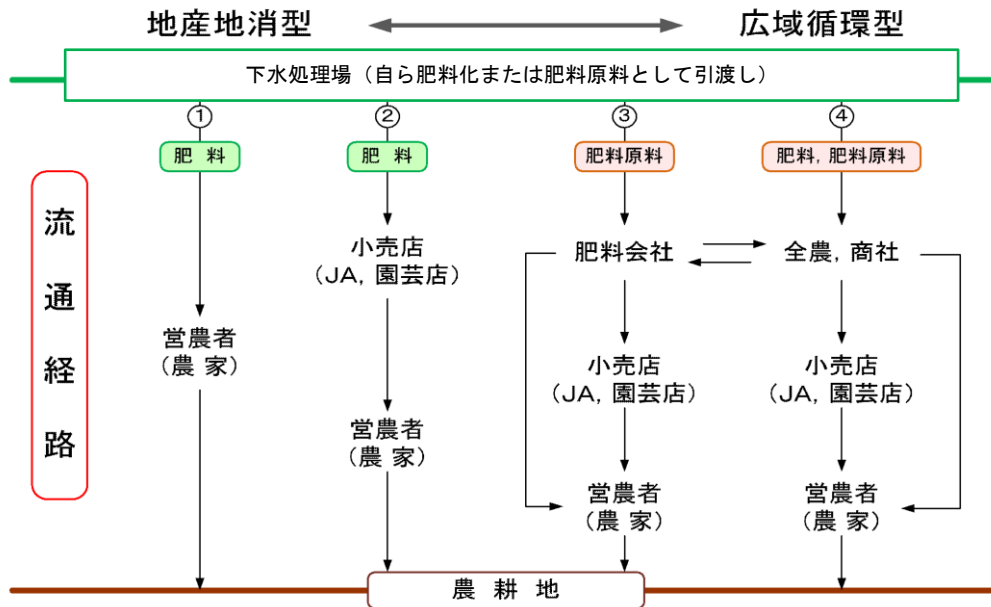 地産地消型
広域循環型
下水処理場（自ら肥料化または肥料原料として引渡し）
①
②
③
④
肥 料
肥 料
肥料原料
肥料, 肥料原料
流通経路
営農者
（農 家）
小売店
（JA, 園芸店）
営農者
（農 家）
肥料会社
小売店
（JA, 園芸店）
営農者
（農 家）
全農, 商社
小売店
（JA, 園芸店）
営農者
（農 家）
農 耕 地